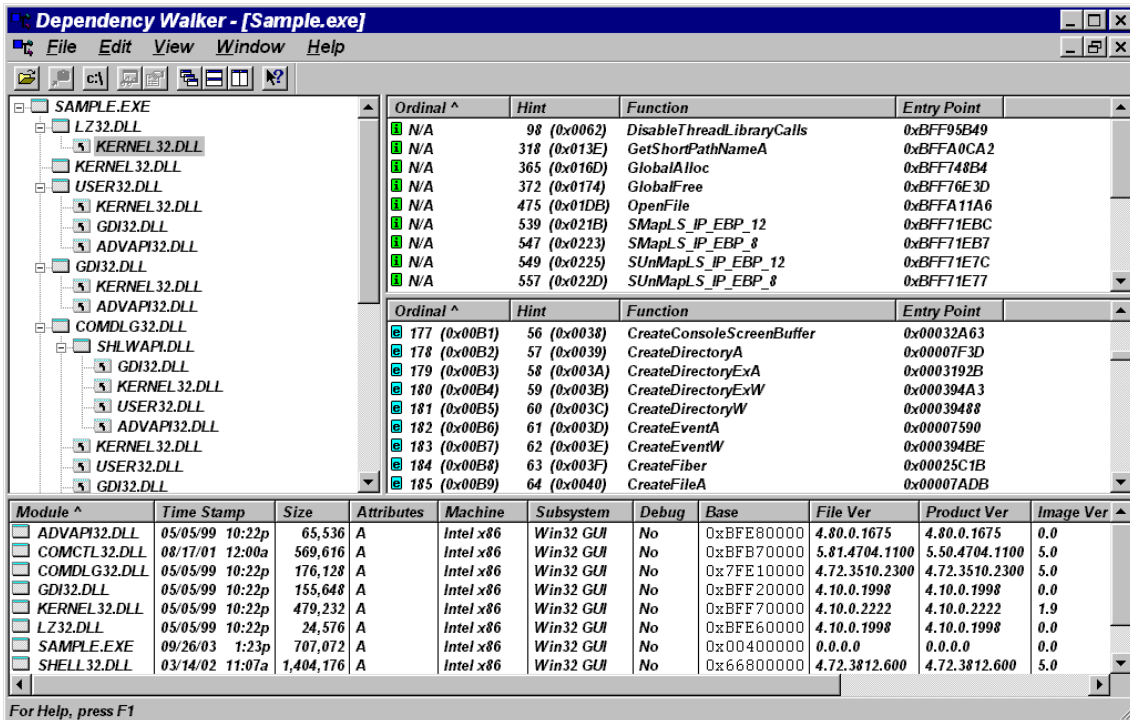 Dependency Walker - [Sample.exe]
File Edit View Window Help
c:\
SAMPLE.EXE
LZ32.DLL
KERNEL32.DLL
KERNEL32.DLL
USER32.DLL
KERNEL32.DLL
GDI32.DLL
ADVAPI32.DLL
GDI32.DLL
KERNEL32.DLL
ADVAPI32.DLL
COMDLG32.DLL
SHLWAPI.DLL
GDI32.DLL
KERNEL32.DLL
USER32.DLL
ADVAPI32.DLL
KERNEL32.DLL
USER32.DLL
GDI32.DLL
Ordinal ^ Hint Function Entry Point
N/A 98 (0x0062) DisableThreadLibraryCalls 0xBFF95B49
N/A 318 (0x013E) GetShortPathNameA 0xBFFA0CA2
N/A 365 (0x016D) GlobalAlloc 0xBFF748B4
N/A 372 (0x0174) GlobalFree 0xBFF76E3D
N/A 475 (0x01DB) OpenFile 0xBFFA11A6
N/A 539 (0x021B) SMapLS_IP_EBP_12 0xBFF71EBC
N/A 547 (0x0223) SMapLS_IP_EBP_8 0xBFF71EB7
N/A 549 (0x0225) SUnMapLS_IP_EBP_12 0xBFF71E7C
N/A 557 (0x022D) SUnMapLS_IP_EBP_8 0xBFF71E77
Ordinal ^ Hint Function Entry Point
177 (0x00B1) 56 (0x0038) CreateConsoleScreenBuffer 0x00032A63
178 (0x00B2) 57 (0x0039) CreateDirectoryA 0x00007F3D
179 (0x00B3) 58 (0x003A) CreateDirectoryExA 0x0003192B
180 (0x00B4) 59 (0x003B) CreateDirectoryExW 0x000394A3
181 (0x00B5) 60 (0x003C) CreateDirectoryW 0x00039488
182 (0x00B6) 61 (0x003D) CreateEventA 0x00007590
183 (0x00B7) 62 (0x003E) CreateEventW 0x000394BE
184 (0x00B8) 63 (0x003F) CreateFiber 0x00025C1B
185 (0x00B9) 64 (0x0040) CreateFileA 0x00007ADB
Module ^ Time Stamp Size Attributes Machine Subsystem Debug Base File Ver Product Ver Image Ver
ADVAPI32.DLL 05/05/99 10:22p 65,536 A Intel x86 Win32 GUI No 0xBFE80000 4.80.0.1675 4.80.0.1675 0.0
COMCTL32.DLL 08/17/01 12:00a 569,616 A Intel x86 Win32 GUI No 0xBFB70000 5.81.4704.1100 5.50.4704.1100 5.0
COMDLG32.DLL 05/05/99 10:22p 176,128 A Intel x86 Win32 GUI No 0x7FE10000 4.72.3510.2300 4.72.3510.2300 5.0
GDI32.DLL 05/05/99 10:22p 155,648 A Intel x86 Win32 GUI No 0xBFF20000 4.10.0.1998 4.10.0.1998 0.0
KERNEL32.DLL 05/05/99 10:22p 479,232 A Intel x86 Win32 GUI No 0xBFF70000 4.10.0.2222 4.10.0.2222 1.9
LZ32.DLL 05/05/99 10:22p 24,576 A Intel x86 Win32 GUI No 0xBFE60000 4.10.0.1998 4.10.0.1998 0.0
SAMPLE.EXE 09/26/03 1:23p 707,072 A Intel x86 Win32 GUI No 0x00400000 0.0.0.0 0.0.0.0 0.0
SHELL32.DLL 03/14/02 11:07a 1,404,176 A Intel x86 Win32 GUI No 0x66800000 4.72.3812.600 4.72.3812.600 5.0
For Help, press F1